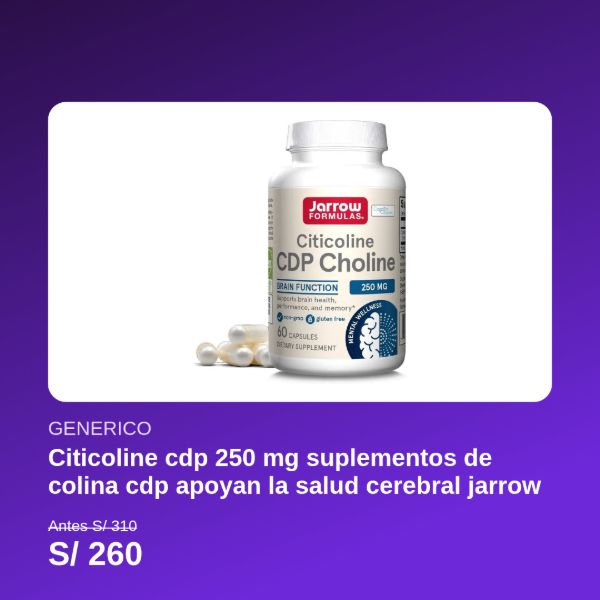 Jarrow
FORMULAS®
Citicoline
CDP Choline
BRAIN FUNCTION
250 MG
Supports brain health,
performance, and memory*
non-gmo
gluten free
60 CAPSULES
DIETARY SUPPLEMENT
MENTAL WELLNESS
GENERICO
Citicoline cdp 250 mg suplementos de
colina cdp apoyan la salud cerebral jarrow
Antes S/ 310
S/ 260